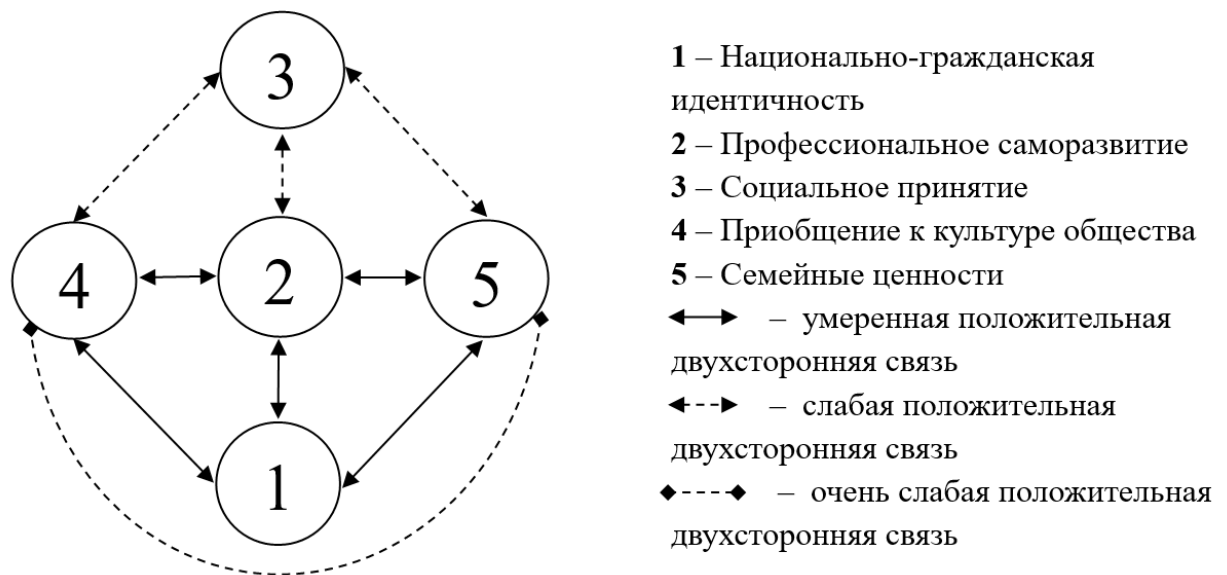 3
4
2
5
1
1 – Национально-гражданская
идентичность
2 – Профессиональное саморазвитие
3 – Социальное принятие
4 – Приобщение к культуре общества
5 – Семейные ценности
– умеренная положительная
двухсторонняя связь
– слабая положительная
двухсторонняя связь
– очень слабая положительная
двухсторонняя связь